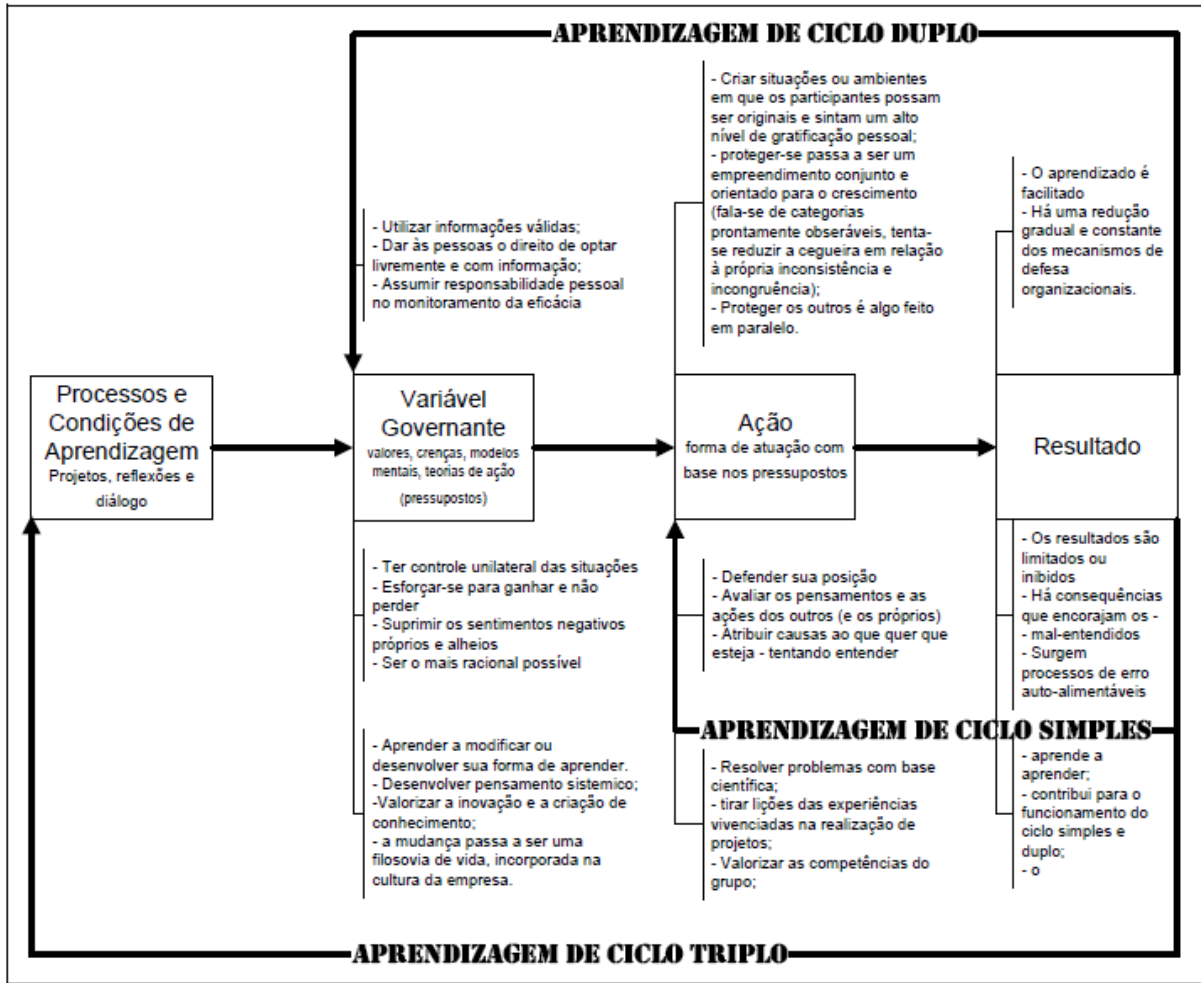 APRENDIZAGEM DE CICLO DUPLO
- Utilizar informações válidas;
- Dar às pessoas o direito de optar
livremente e com informação;
- Assumir responsabilidade pessoal
no monitoramento da eficácia
- Criar situações ou ambientes
em que os participantes possam
ser originais e sintam um alto
nível de gratificação pessoal;
- proteger-se passa a ser um
empreendimento conjunto e
orientado para o crescimento
(fala-se de categorias
prontamente obseráveis, tenta-
se reduzir a cegueira em relação
à própria inconsistência e
incongruência);
- Proteger os outros é algo feito
em paralelo.
- O aprendizado é
facilitado
- Há uma redução
gradual e constante
dos mecanismos de
defesa
organizacionais.
Processos e
Condições de
Aprendizagem
Projetos, reflexões e
diálogo
Variável
Governante
valores, crenças, modelos
mentais, teorias de ação
(pressupostos)
Ação
forma de atuação com
base nos pressupostos
Resultado
- Ter controle unilateral das situações
- Esforçar-se para ganhar e não
perder
- Suprimir os sentimentos negativos
próprios e alheios
- Ser o mais racional possível
- Defender sua posição
- Avaliar os pensamentos e as
ações dos outros (e os próprios)
- Atribuir causas ao que quer que
esteja - tentando entender
- Os resultados são
limitados ou
inibidos
- Há consequências
que encorajam os -
- mal-entendidos
- Surgem
processos de erro
auto-alimentáveis
APRENDIZAGEM DE CICLO SIMPLES
- Aprender a modificar ou
desenvolver sua forma de aprender.
- Desenvolver pensamento sistemico;
-Valorizar a inovação e a criação de
conhecimento;
- a mudança passa a ser uma
filosovia de vida, incorporada na
cultura da empresa.
- Resolver problemas com base
científica;
- tirar lições das experiências
vivenciadas na realização de
projetos;
- Valorizar as competências do
grupo;
- aprende a
aprender;
- contribui para o
funcionamento do
ciclo simples e
duplo;
- o
APRENDIZAGEM DE CICLO TRIPLO